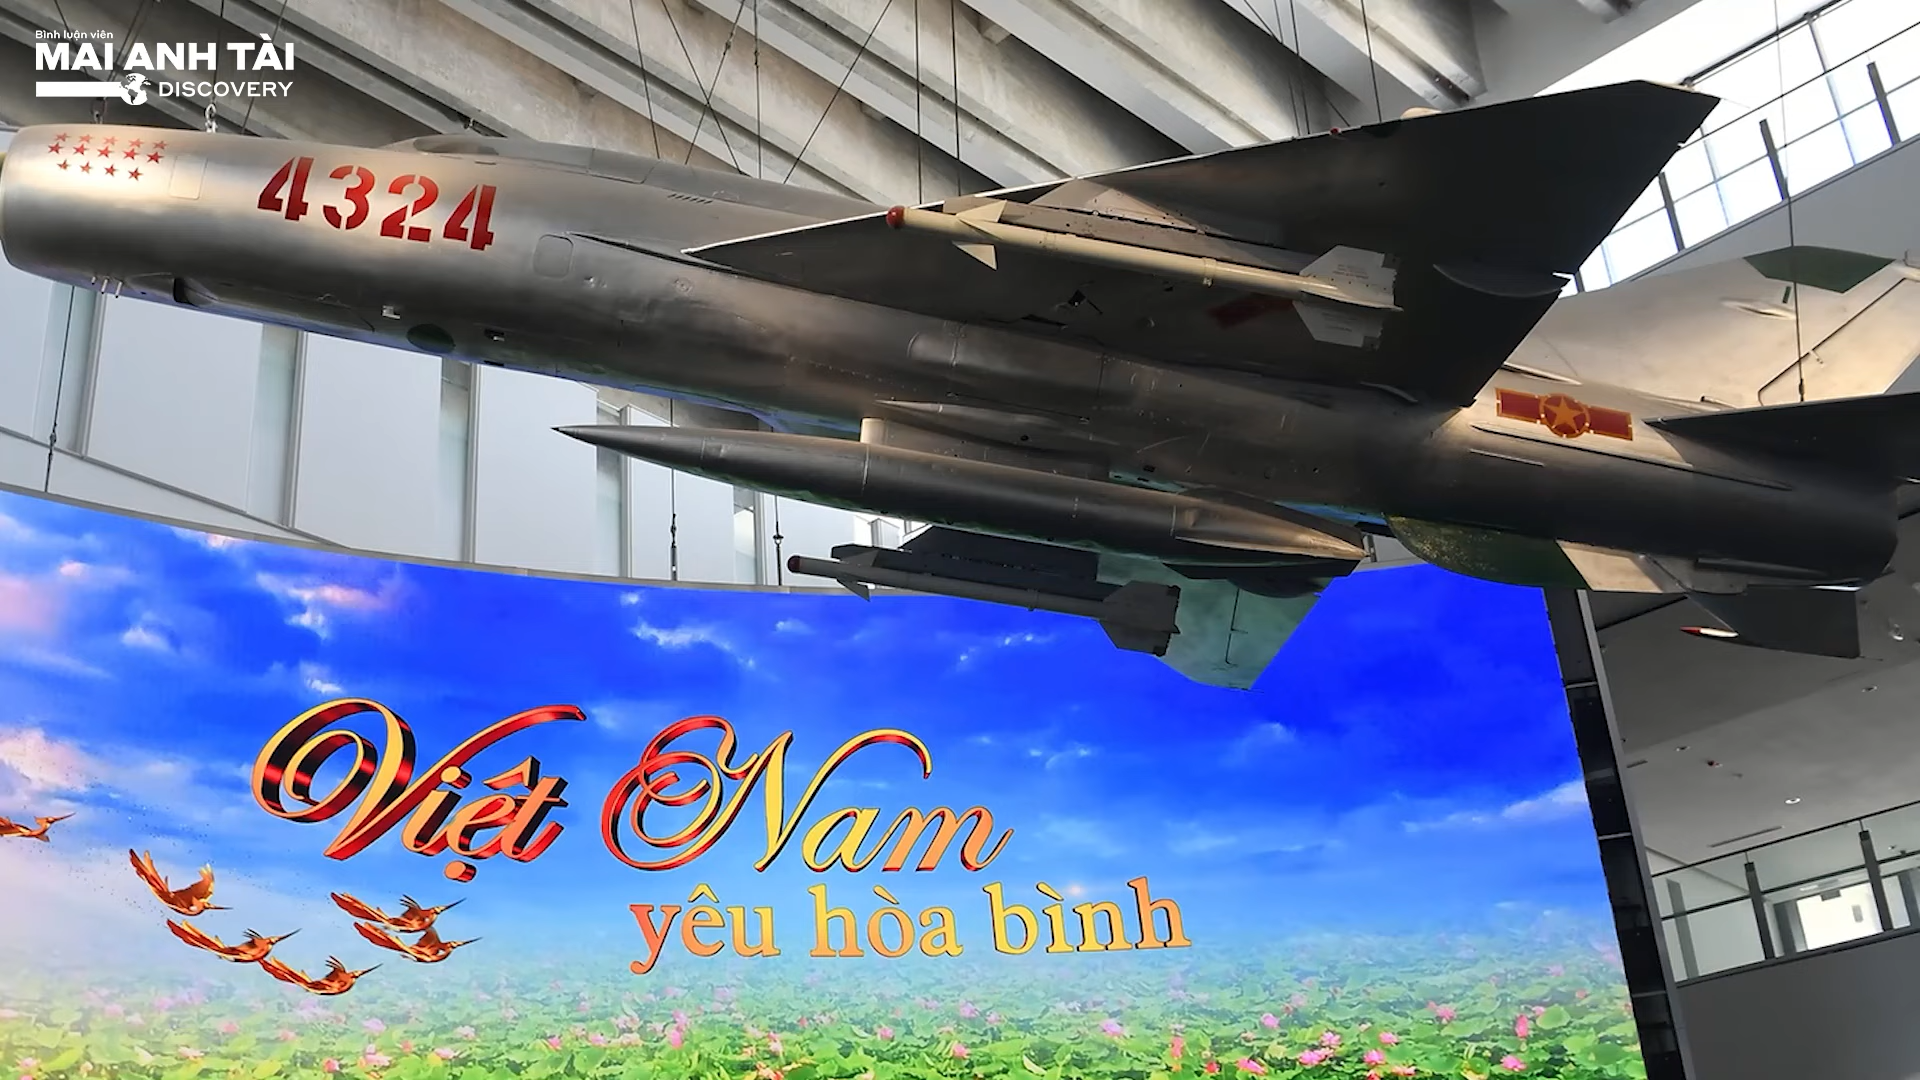 Bình luận viên
MAI ANH TÀI
DISCOVERY
4324
Việt Nam
yêu hòa bình